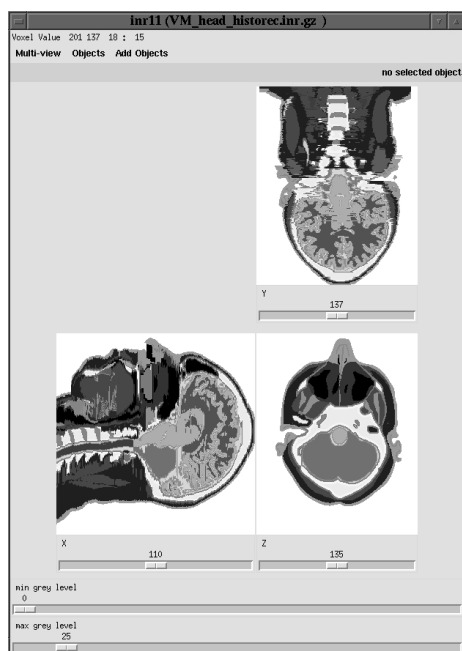 inr11 (VM_head_historec.inr.gz )
Voxel Value 201 137 18 : 15
Multi-view Objects Add Objects
no selected object
Y
137
X
110
Z
135
min grey level
0
max grey level
25